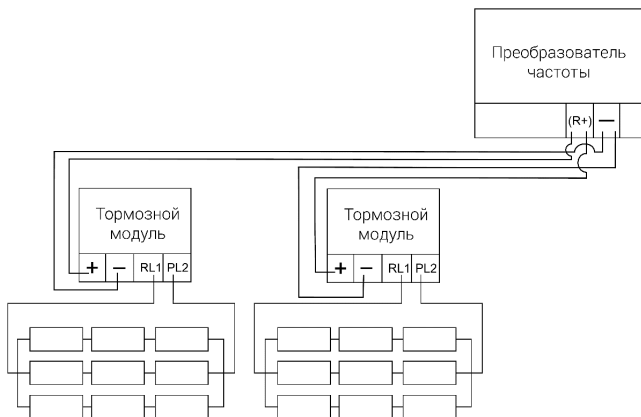 Преобразователь
частоты
(R+) —
Тормозной
модуль
+ — RL1 PL2
Тормозной
модуль
+ — RL1 PL2